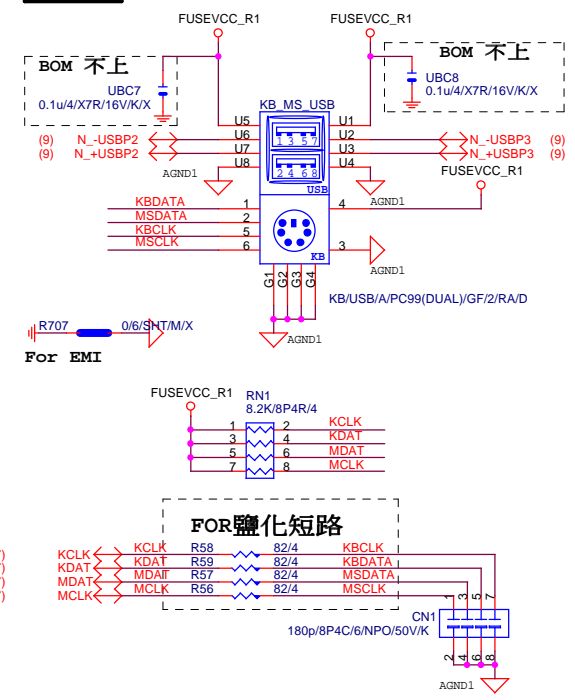 FUSEVCC_R1 FUSEVCC_R1
BOM 不上 BOM 不上
UBC7 UBC8
0.1u/4/X7R/16V/K/X 0.1u/4/X7R/16V/K/X
KB_MS_USB
U5 U1
(9) N_-USBP2 U6 U2 N_-USBP3 (9)
(9) N_+USBP2 U7 U3 N_+USBP3 (9)
1 3 5 7
U8 U4
2 4 6 8
AGND1 FUSEVCC_R1
USB
KBDATA 1 4 AGND1
MSDATA 2
KBCLK 5
MSCLK 6 3
KB
AGND1
G1 G2 G3 G4
KB/USB/A/PC99(DUAL)/GF/2/RA/D
AGND1
R707 0/6/SHT/M/X
For EMI
FUSEVCC_R1 RN1
8.2K/8P4R/4
1 2 KCLK
3 4 KDAT
5 6 MDAT
7 8 MCLK
FOR鹽化短路
KCLK KCLK R58 82/4 KBCLK
KDAT KDAT R59 82/4 KBDATA
MDAT MDAT R57 82/4 MSDATA
MCLK MCLK R56 82/4 MSCLK
1 3 5 7
CN1
180p/8P4C/6/NPO/50V/K
2 4 6 8
AGND1